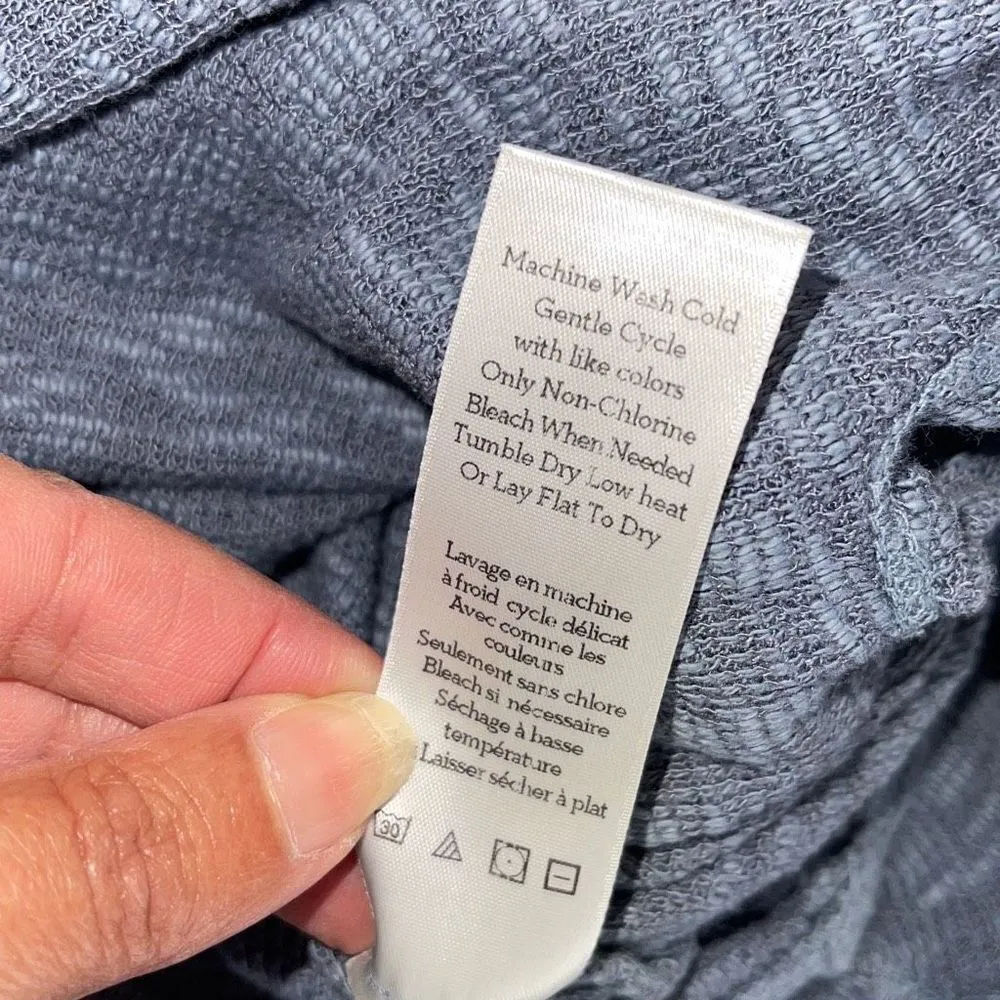 Machine Wash Cold
Gentle Cycle
with like colors
Only Non-Chlorine
Bleach When Needed
Tumble Dry Low heat
Or Lay Flat To Dry
Lavage en machine
à froid cycle délicat
Avec comme les
couleurs
Seulement sans chlore
Bleach si nécessaire
Séchage à basse
température
Laisser sécher à plat
30